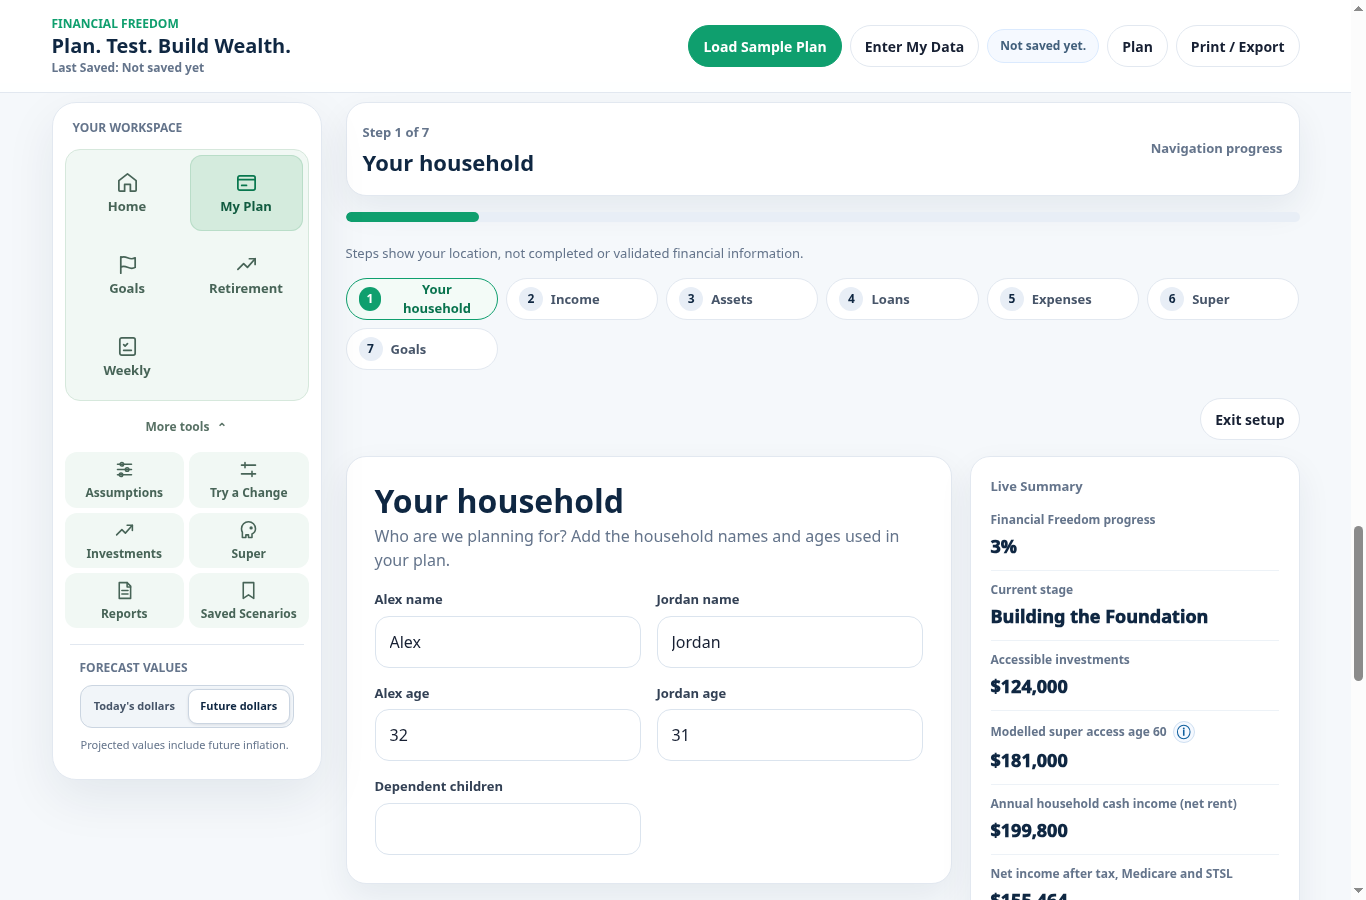 FINANCIAL FREEDOM
Plan. Test. Build Wealth.
Last Saved: Not saved yet
Load Sample Plan
Enter My Data
Not saved yet.
Plan
Print / Export
YOUR WORKSPACE
Home
My Plan
Goals
Retirement
Weekly
More tools
Assumptions
Try a Change
Investments
Super
Reports
Saved Scenarios
FORECAST VALUES
Today's dollars
Future dollars
Projected values include future inflation.
Step 1 of 7
Your household
Navigation progress
Steps show your location, not completed or validated financial information.
1 Your
household
2 Income
3 Assets
4 Loans
5 Expenses
6 Super
7 Goals
Exit setup
Your household
Who are we planning for? Add the household names and ages used in
your plan.
Alex name
Jordan name
Alex
Jordan
Alex age
Jordan age
32
31
Dependent children
Live Summary
Financial Freedom progress
3%
Current stage
Building the Foundation
Accessible investments
$124,000
Modelled super access age 60
$181,000
Annual household cash income (net rent)
$199,800
Net income after tax, Medicare and STSL
$155,464